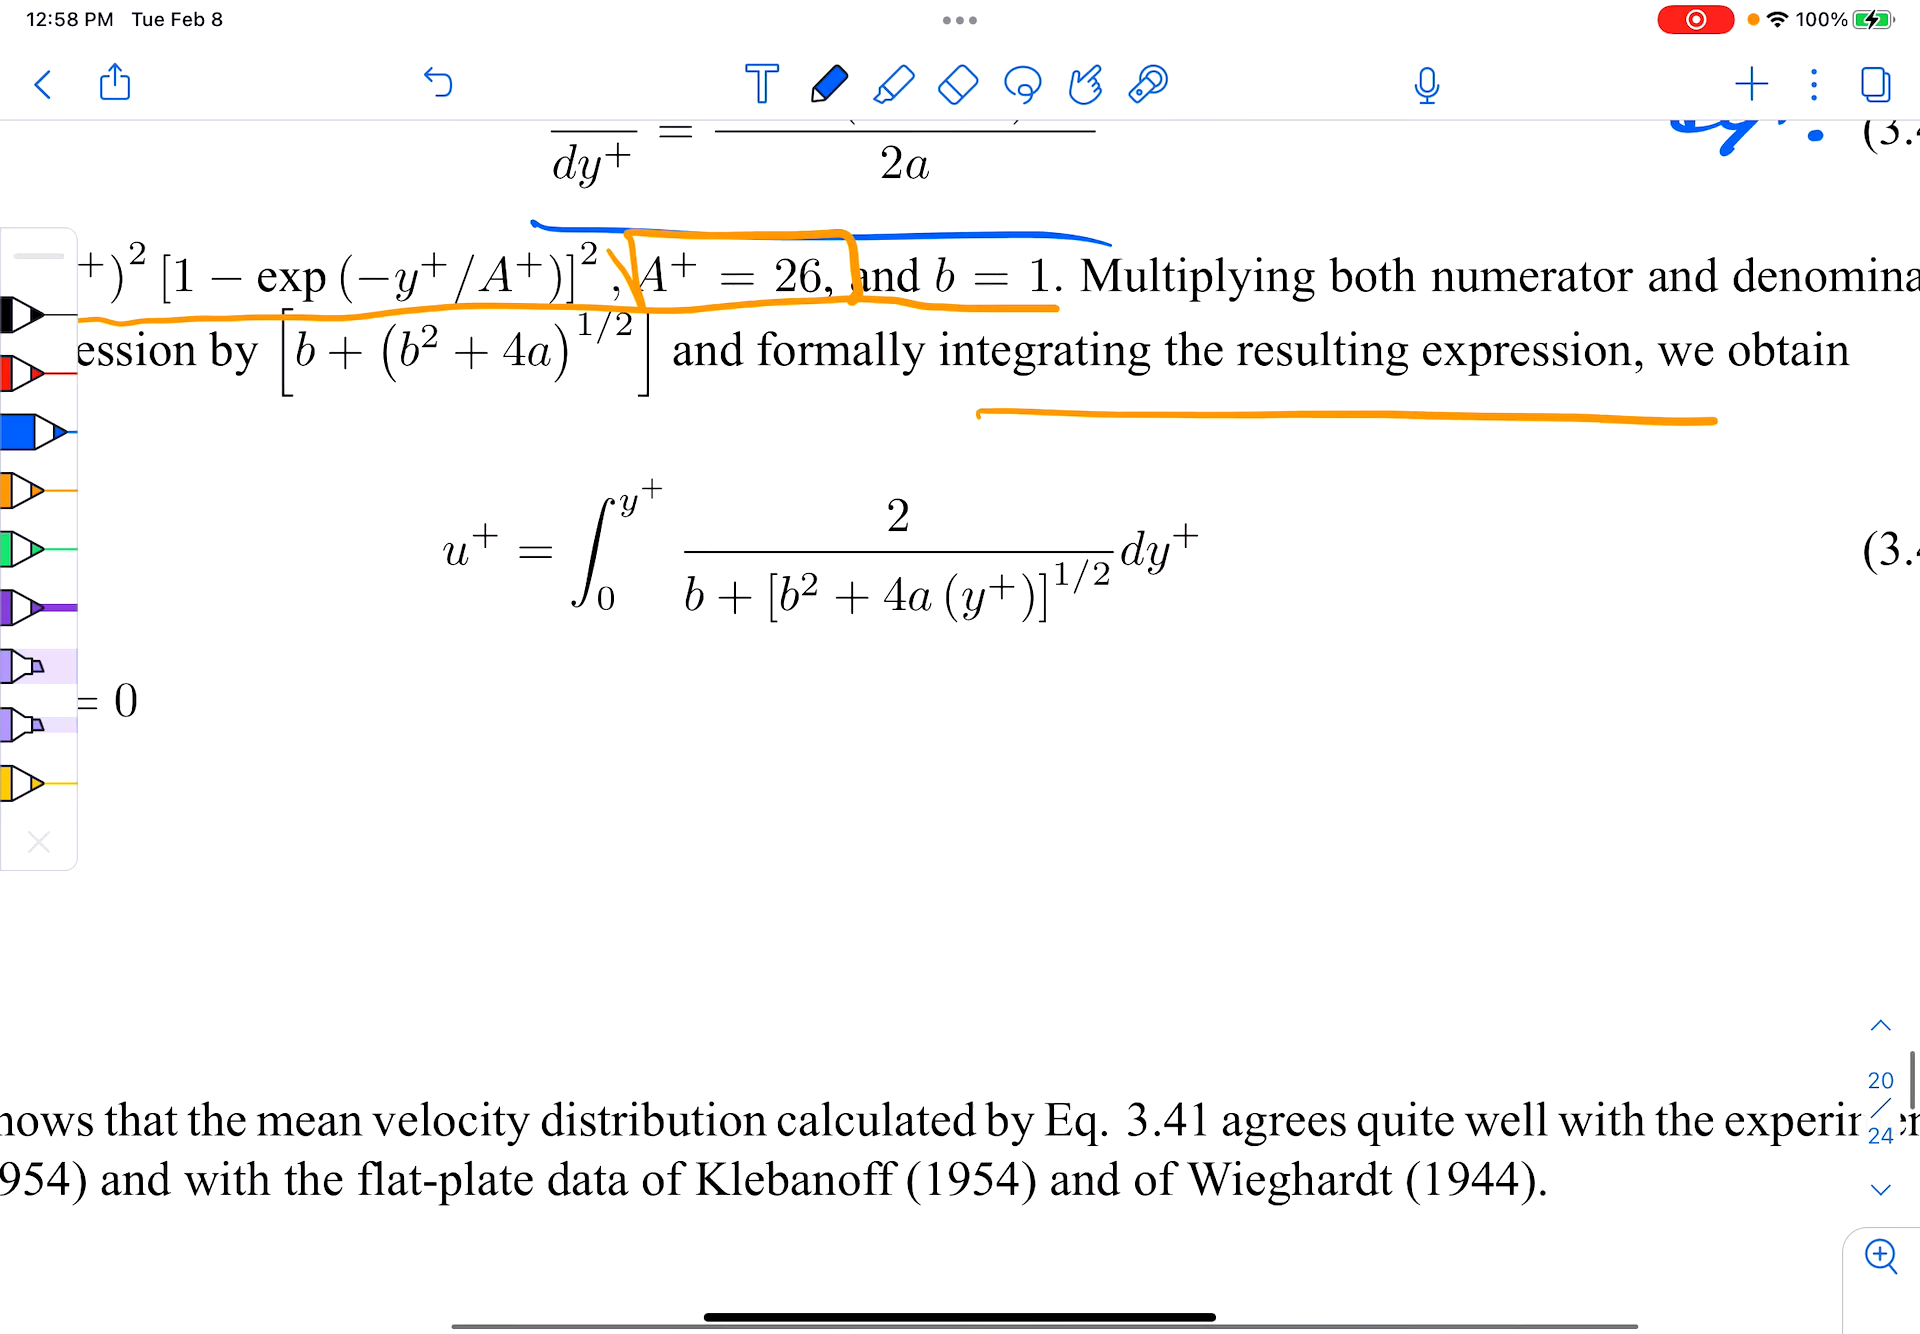 12:58 PM Tue Feb 8
100%
dy⁺ = 2a
(3.
⁺)² [1 − exp (−y⁺/A⁺)]², A⁺ = 26, and b = 1. Multiplying both numerator and denomina
ession by [b + (b² + 4a)^{1/2}] and formally integrating the resulting expression, we obtain
u⁺ = ∫₀^{y⁺} 2 / (b + [b² + 4a (y⁺)]^{1/2}) dy⁺ (3.
= 0
20
24
hows that the mean velocity distribution calculated by Eq. 3.41 agrees quite well with the experim
954) and with the flat-plate data of Klebanoff (1954) and of Wieghardt (1944).